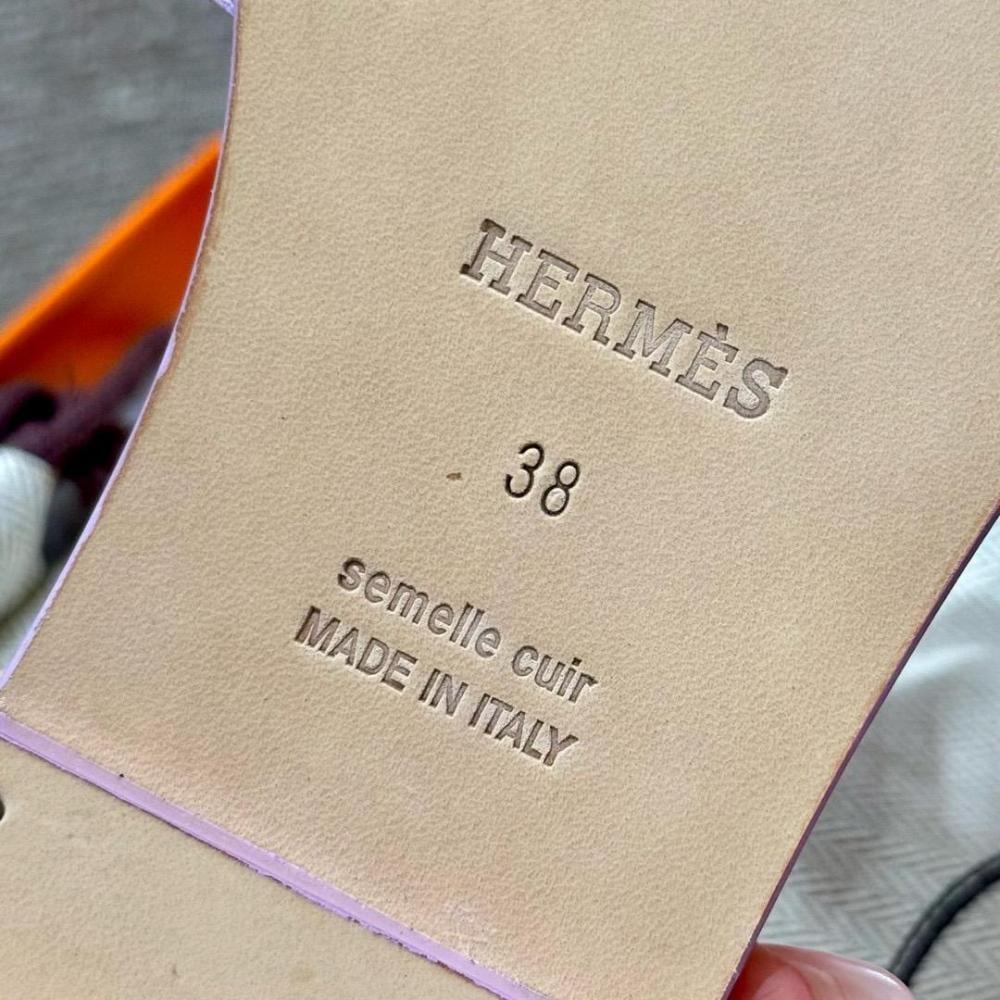 HERMÈS
38
semelle cuir
MADE IN ITALY